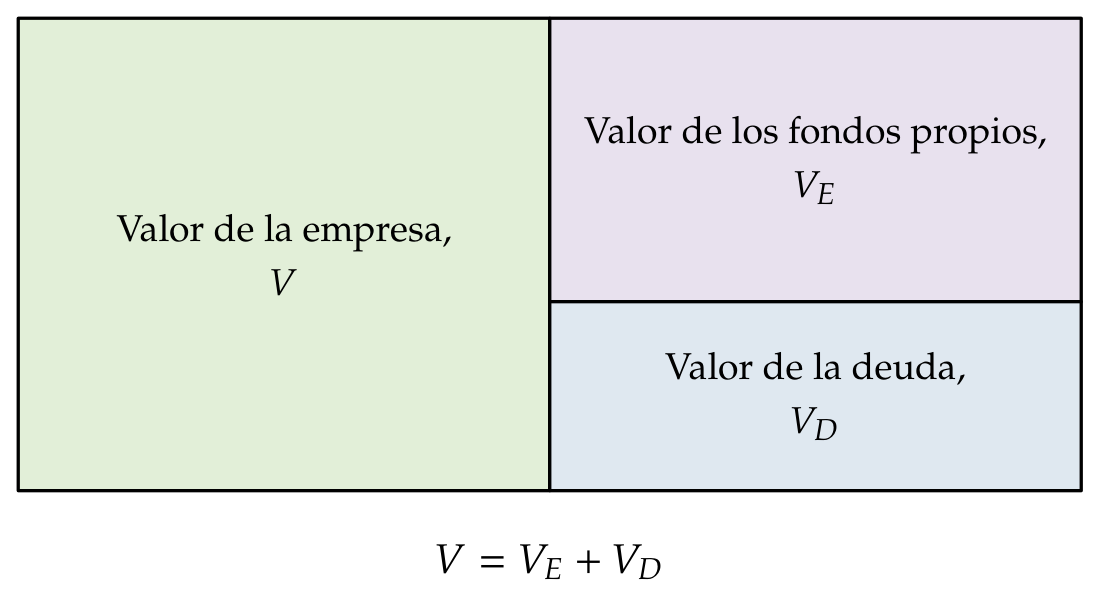 Valor de la empresa,
V
Valor de los fondos propios,
V_E
Valor de la deuda,
V_D
V = V_E + V_D